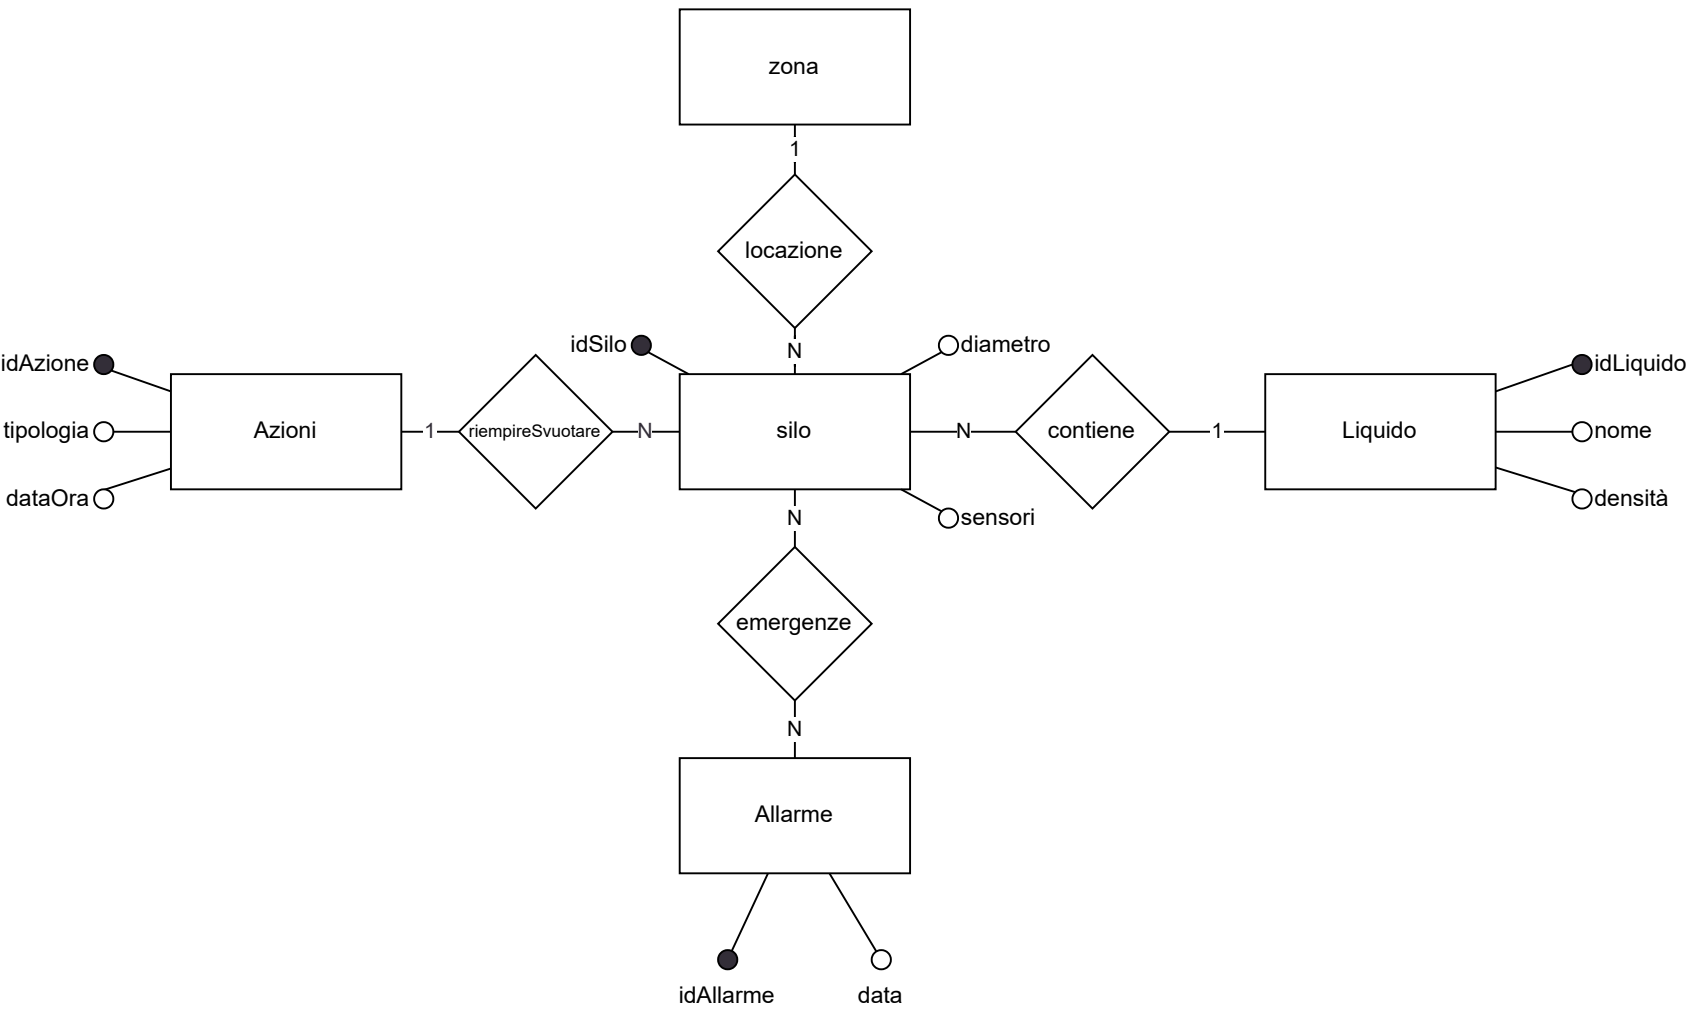 zona
1
locazione
N
idSilo
diametro
idAzione
tipologia
dataOra
Azioni
1
riempireSvuotare
N
silo
N
contiene
1
Liquido
idLiquido
nome
densità
sensori
N
emergenze
N
Allarme
idAllarme
data